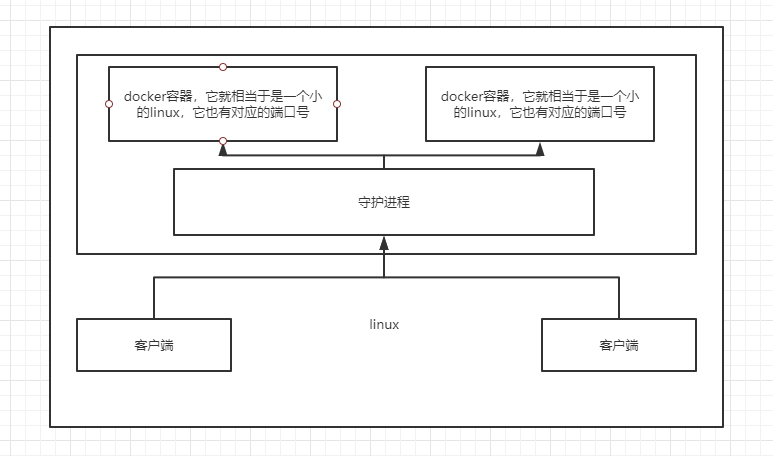 docker容器，它就相当于是一个小
的linux，它也有对应的端口号
docker容器，它就相当于是一个小
的linux，它也有对应的端口号
守护进程
linux
客户端
客户端